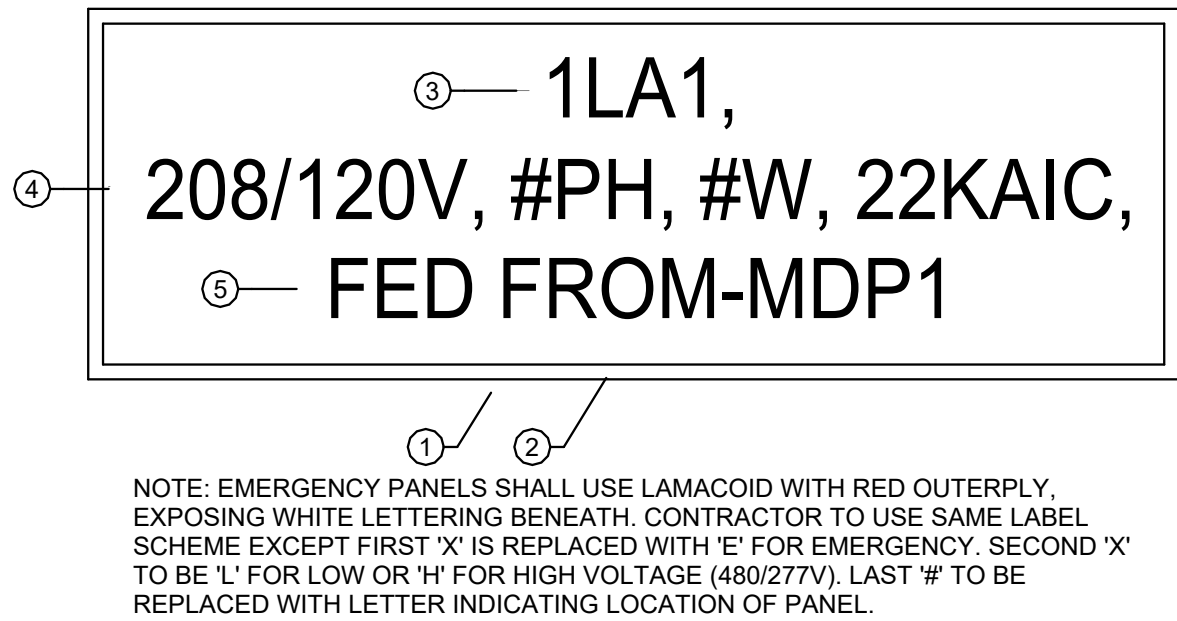 ③ 1LA1,
④ 208/120V, #PH, #W, 22KAIC,
⑤ FED FROM-MDP1
① ②
NOTE: EMERGENCY PANELS SHALL USE LAMACOID WITH RED OUTERPLY,
EXPOSING WHITE LETTERING BENEATH. CONTRACTOR TO USE SAME LABEL
SCHEME EXCEPT FIRST 'X' IS REPLACED WITH 'E' FOR EMERGENCY. SECOND 'X'
TO BE 'L' FOR LOW OR 'H' FOR HIGH VOLTAGE (480/277V). LAST '#' TO BE
REPLACED WITH LETTER INDICATING LOCATION OF PANEL.